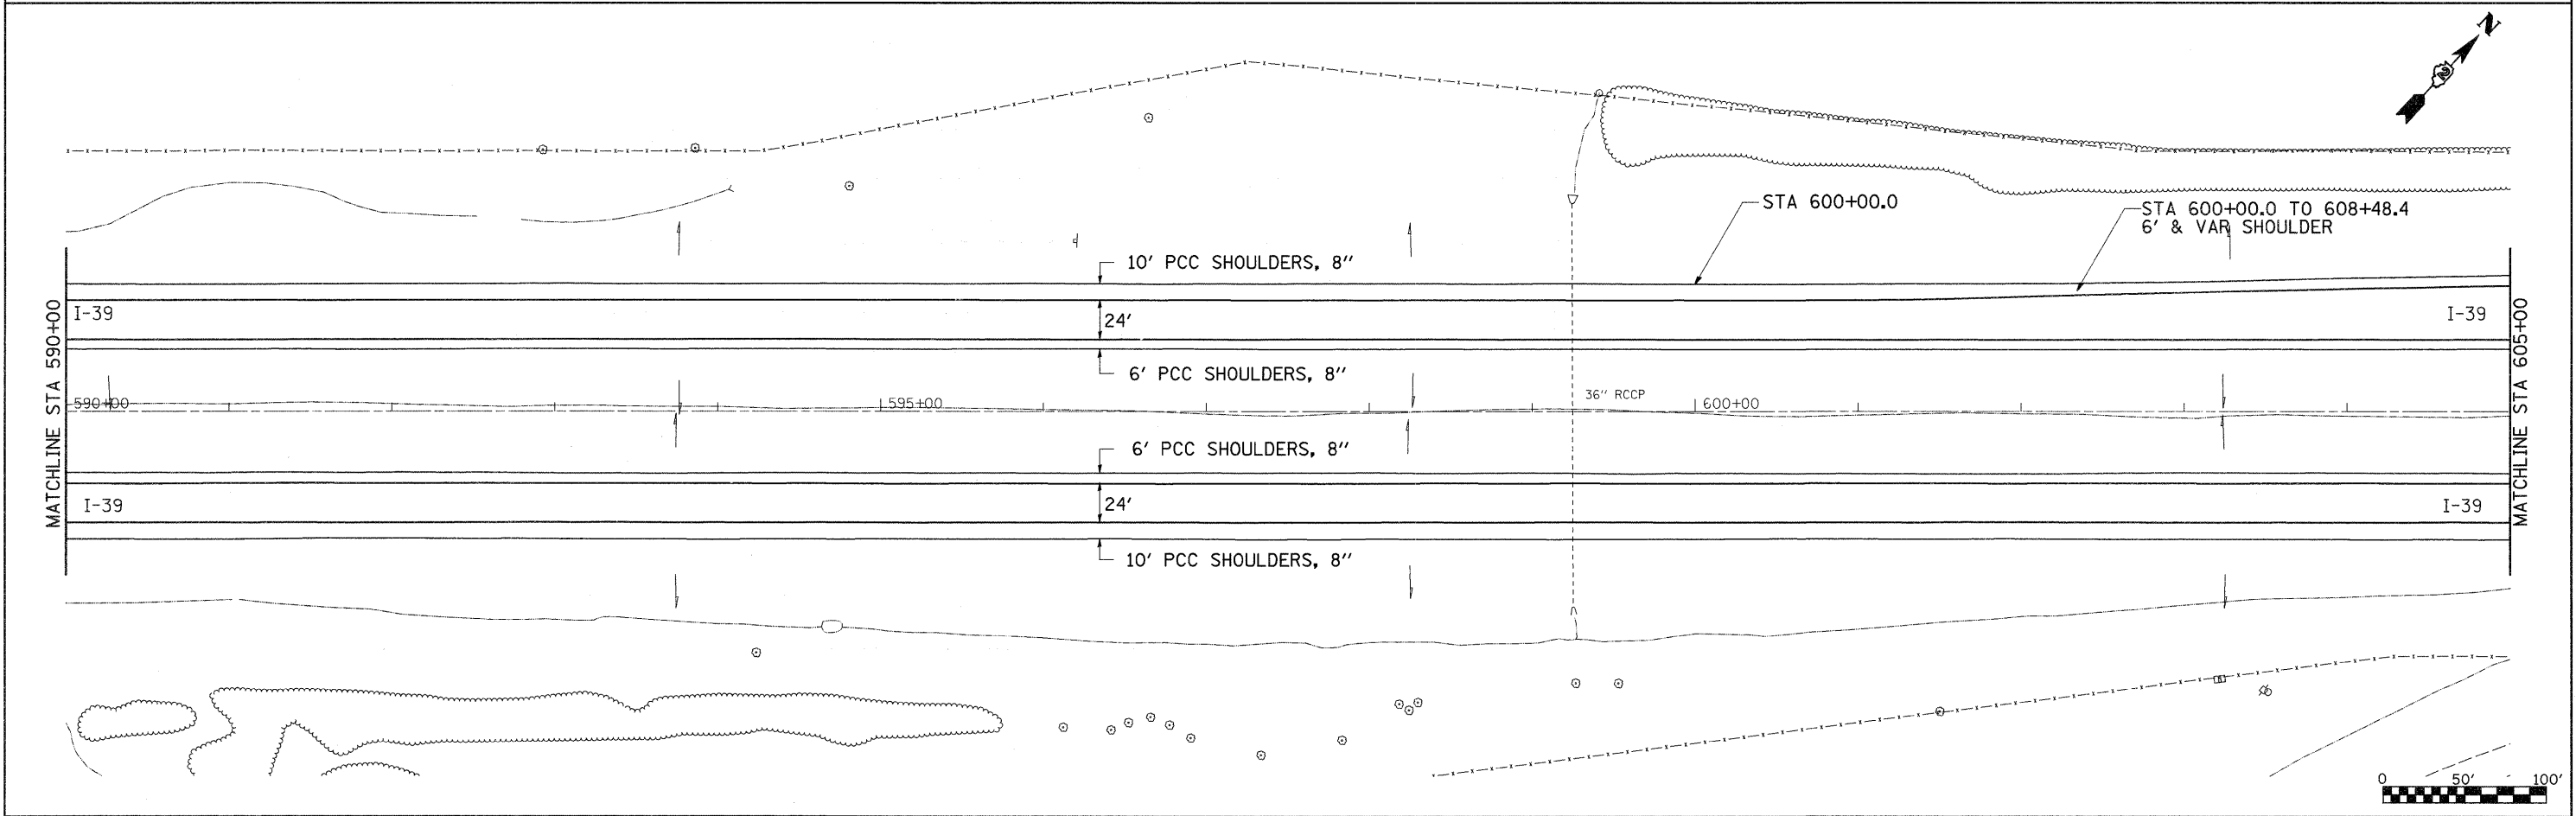 N
2
STA 600+00.0
STA 600+00.0 TO 608+48.4
6' & VAR SHOULDER
10' PCC SHOULDERS, 8"
MATCHLINE STA 590+00
I-39
24'
I-39
MATCHLINE STA 605+00
6' PCC SHOULDERS, 8"
590+00
595+00
36" RCCP
600+00
6' PCC SHOULDERS, 8"
I-39
24'
I-39
10' PCC SHOULDERS, 8"
0 50' 100'